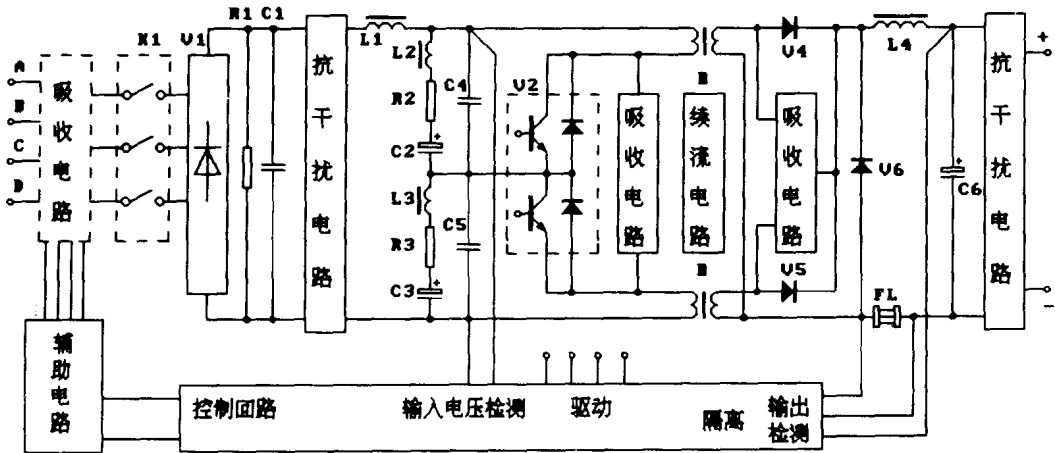 A
B
C
D
吸收电路
K1
V1
R1
C1
抗干扰电路
L1
L2
R2
C2
+
L3
R3
C3
+
C4
C5
V2
吸收电路
B
续流电路
B
吸收电路
V4
V5
V6
L4
C6
+
FL
抗干扰电路
+
−
辅助电路
控制回路
输入电压检测
驱动
隔离
输出
检测